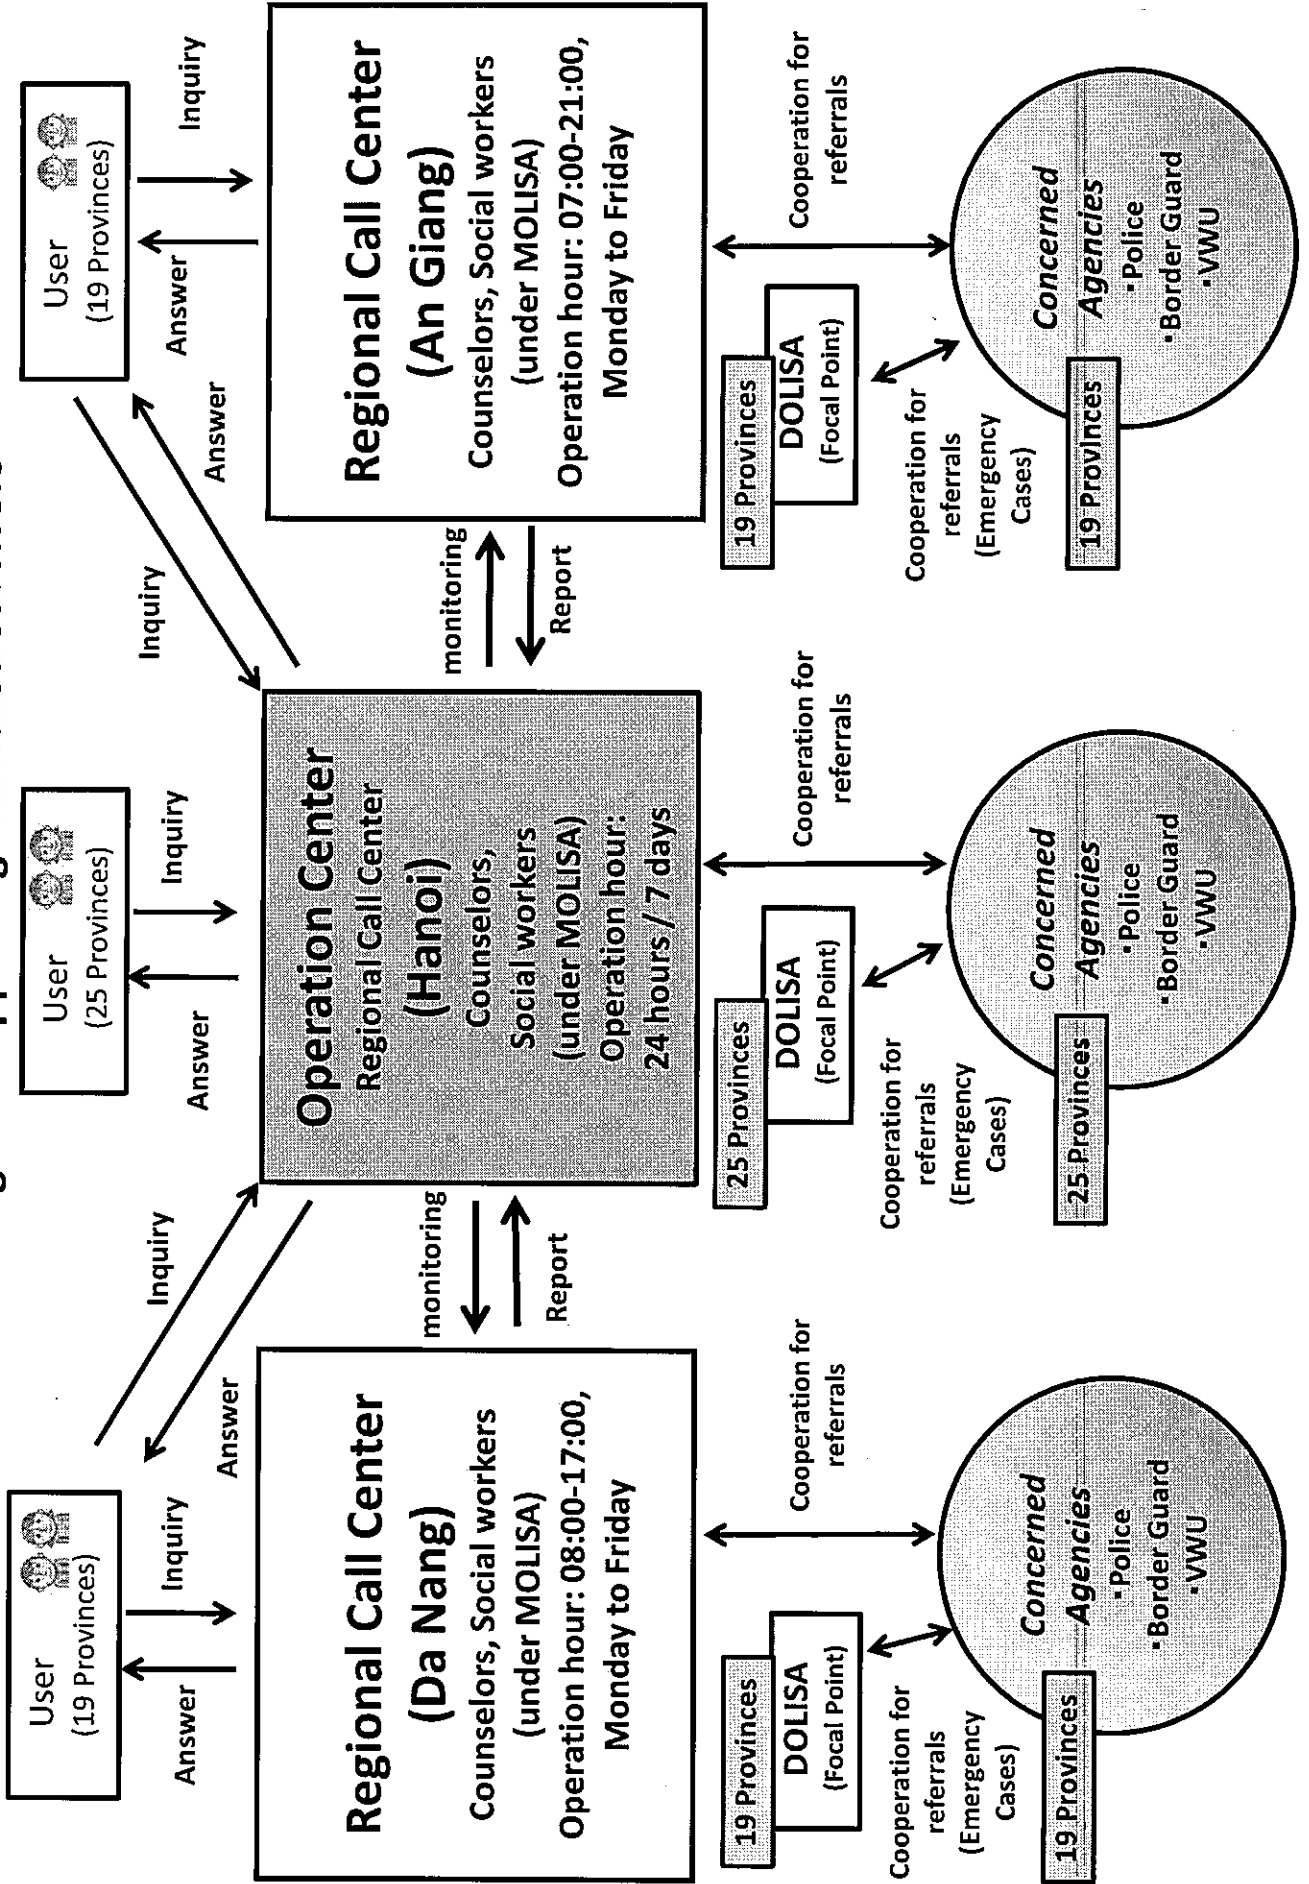 User
(19 Provinces)
User
(25 Provinces)
User
(19 Provinces)
Answer
Inquiry
Inquiry
Answer
Answer
Inquiry
Inquiry
Answer
Answer
Inquiry
Regional Call Center
(Da Nang)
Counselors, Social workers
(under MOLISA)
Operation hour: 08:00-17:00,
Monday to Friday
monitoring
Report
Operation Center
Regional Call Center
(Hanoi)
Counselors,
Social workers
(under MOLISA)
Operation hour:
24 hours / 7 days
monitoring
Report
Regional Call Center
(An Giang)
Counselors, Social workers
(under MOLISA)
Operation hour: 07:00-21:00,
Monday to Friday
19 Provinces
DOLISA
(Focal Point)
Cooperation for
referrals
25 Provinces
DOLISA
(Focal Point)
Cooperation for
referrals
19 Provinces
DOLISA
(Focal Point)
Cooperation for
referrals
Cooperation for
referrals
(Emergency
Cases)
Cooperation for
referrals
(Emergency
Cases)
Cooperation for
referrals
(Emergency
Cases)
19 Provinces
Concerned
Agencies
▪Police
▪Border Guard
▪VWU
25 Provinces
Concerned
Agencies
▪Police
▪Border Guard
▪VWU
19 Provinces
Concerned
Agencies
▪Police
▪Border Guard
▪VWU